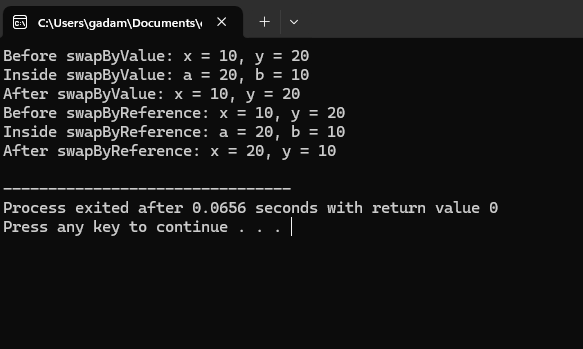 C:\Users\gadam\Documents\
Before swapByValue: x = 10, y = 20
Inside swapByValue: a = 20, b = 10
After swapByValue: x = 10, y = 20
Before swapByReference: x = 10, y = 20
Inside swapByReference: a = 20, b = 10
After swapByReference: x = 20, y = 10
--------------------------------
Process exited after 0.0656 seconds with return value 0
Press any key to continue . . .